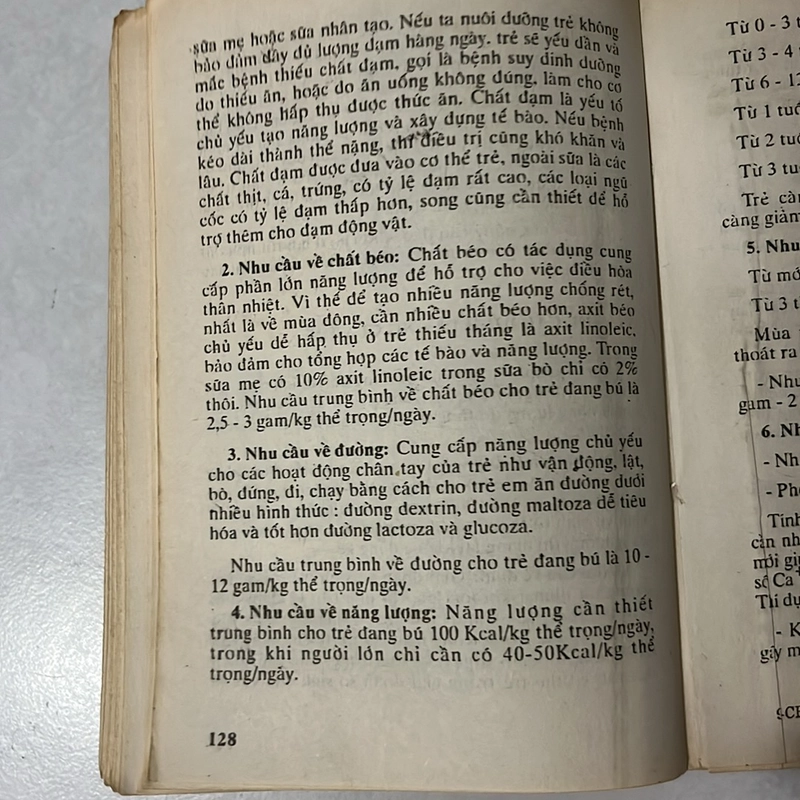 sữa mẹ hoặc sữa nhân tạo. Nếu ta nuôi dưỡng trẻ không
bảo đảm đầy đủ lượng đạm hàng ngày. trẻ sẽ yếu dần và
mắc bệnh thiếu chất đạm. gọi là bệnh suy dinh dưỡng
do thiếu ăn, hoặc do ăn uống không đúng, làm cho cơ
thể không hấp thụ được thức ăn. Chất đạm là yếu tố
chủ yếu tạo năng lượng và xây dựng tế bào. Nếu bệnh
kéo dài thành thể nặng, thì điều trị cũng khó khăn và
lâu. Chất đạm được đưa vào cơ thể trẻ, ngoài sữa là các
chất thịt, cá, trứng, có tỷ lệ đạm rất cao, các loại ngũ
cốc có tỷ lệ đạm thấp hơn, song cũng cần thiết để hỗ
trợ thêm cho đạm động vật.
2. Nhu cầu về chất béo: Chất béo có tác dụng cung
cấp phần lớn năng lượng để hỗ trợ cho việc điều hòa
thân nhiệt. Vì thế để tạo nhiều năng lượng chống rét,
nhất là về mùa đông, cần nhiều chất béo hơn, axit béo
chủ yếu dễ hấp thụ ở trẻ thiếu tháng là axit linoleic,
bảo đảm cho tổng hợp các tế bào và năng lượng. Trong
sữa mẹ có 10% axit linoleic trong sữa bò chỉ có 2%
thôi. Nhu cầu trung bình về chất béo cho trẻ đang bú là
2,5 - 3 gam/kg thể trọng/ngày.
3. Nhu cầu về đường: Cung cấp năng lượng chủ yếu
cho các hoạt động chân tay của trẻ như vận động, lật,
bò, đứng, đi, chạy bằng cách cho trẻ em ăn đường dưới
nhiều hình thức : đường dextrin, đường maltoza dễ tiêu
hóa và tốt hơn đường lactoza và glucoza.
Nhu cầu trung bình về đường cho trẻ đang bú là 10 -
12 gam/kg thể trọng/ngày.
4. Nhu cầu về năng lượng: Năng lượng cần thiết
trung bình cho trẻ đang bú 100 Kcal/kg thể trọng/ngày,
trong khi người lớn chỉ cần có 40-50Kcal/kg thể
trọng/ngày.
128
Từ 0 - 3 t
Từ 3 - 4
Từ 6 - 12
Từ 1 tuổ
Từ 2 tuổ
Từ 3 tuổ
Trẻ càn
càng giảm
5. Nhu
Từ mớ
Từ 3 t
Mùa
thoát ra
- Nhu
gam - 2
6. Nh
- Nh
- Ph
Tính
cần nh
mới gi
số Ca
Thí dụ
- K
gây m